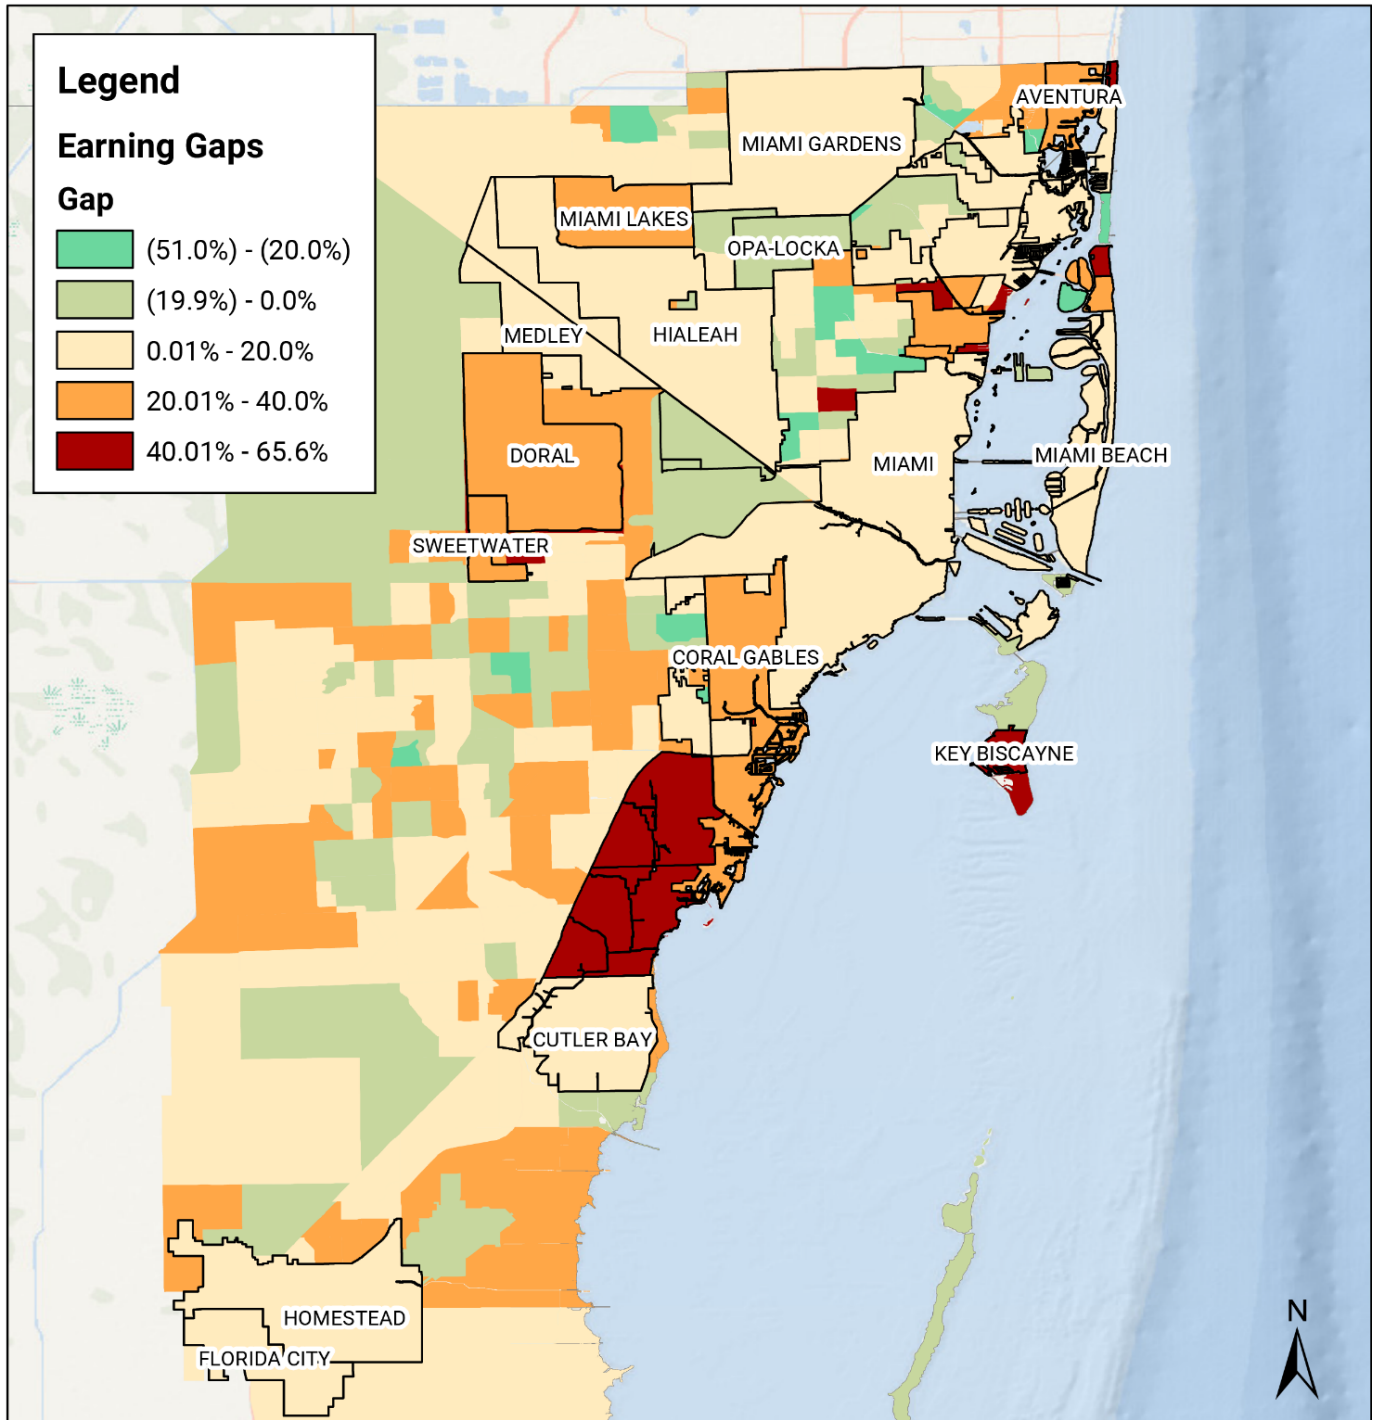 Legend
Earning Gaps
Gap
(51.0%) - (20.0%)
(19.9%) - 0.0%
0.01% - 20.0%
20.01% - 40.0%
40.01% - 65.6%
AVENTURA
MIAMI GARDENS
MIAMI LAKES
OPA-LOCKA
MEDLEY
HIALEAH
DORAL
MIAMI
MIAMI BEACH
SWEETWATER
CORAL GABLES
KEY BISCAYNE
CUTLER BAY
HOMESTEAD
FLORIDA CITY
N